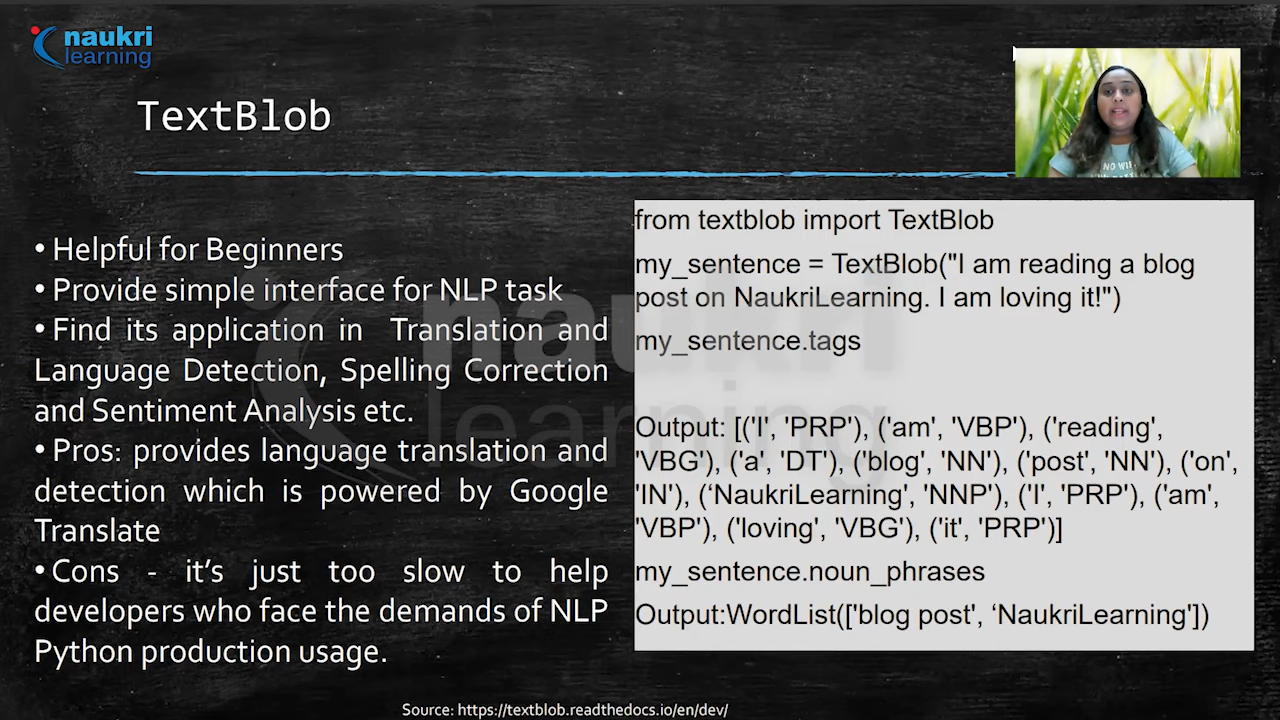 naukri
learning
TextBlob
• Helpful for Beginners
• Provide simple interface for NLP task
• Find its application in Translation and
Language Detection, Spelling Correction
and Sentiment Analysis etc.
• Pros: provides language translation and
detection which is powered by Google
Translate
• Cons - it’s just too slow to help
developers who face the demands of NLP
Python production usage.
from textblob import TextBlob
my_sentence = TextBlob("I am reading a blog
post on NaukriLearning. I am loving it!")
my_sentence.tags
Output: [('I', 'PRP'), ('am', 'VBP'), ('reading',
'VBG'), ('a', 'DT'), ('blog', 'NN'), ('post', 'NN'), ('on',
'IN'), (‘NaukriLearning', 'NNP'), ('I', 'PRP'), ('am',
'VBP'), ('loving', 'VBG'), ('it', 'PRP')]
my_sentence.noun_phrases
Output:WordList(['blog post', ‘NaukriLearning'])
naukri
learning
Source: https://textblob.readthedocs.io/en/dev/